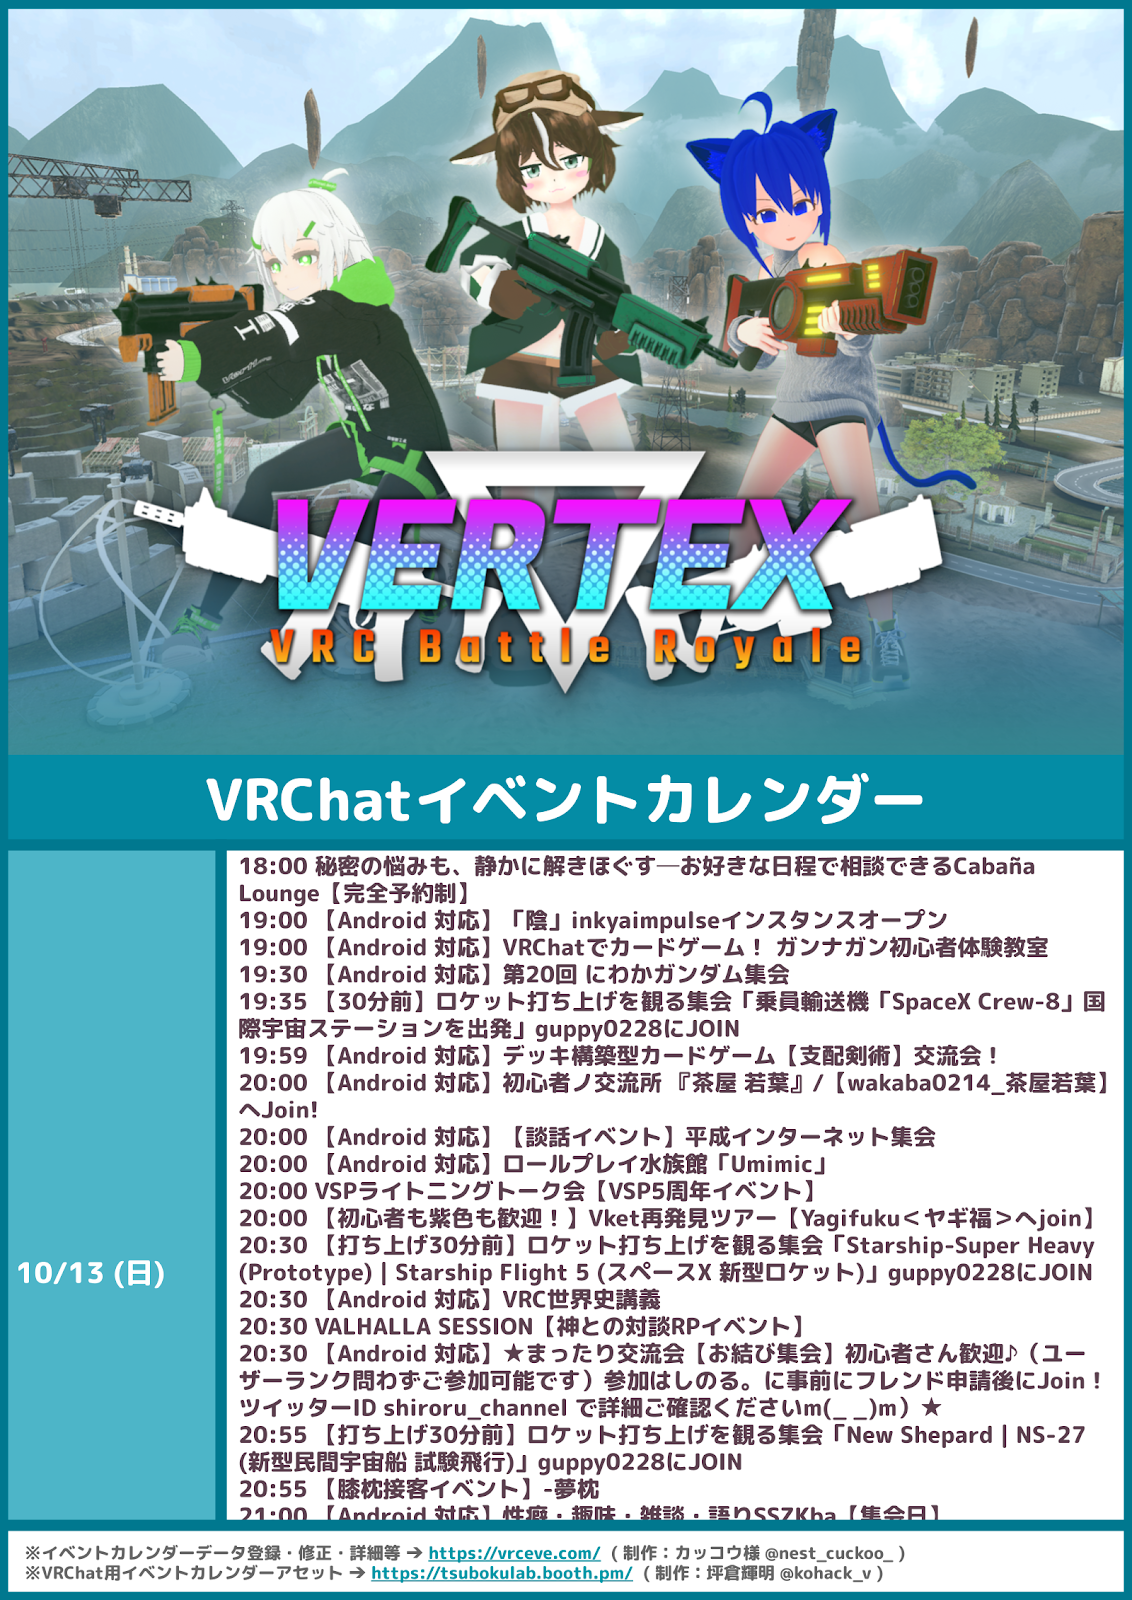 VERTEX
VRC Battle Royale
VRChatイベントカレンダー
10/13 (日)
18:00 秘密の悩みも、静かに解きほぐす─お好きな日程で相談できるCabaña
Lounge【完全予約制】
19:00 【Android 対応】「陰」inkyaimpulseインスタンスオープン
19:00 【Android 対応】VRChatでカードゲーム！ ガンナガン初心者体験教室
19:30 【Android 対応】第20回 にわかガンダム集会
19:35 【30分前】ロケット打ち上げを観る集会「乗員輸送機「SpaceX Crew-8」国
際宇宙ステーションを出発」guppy0228にJOIN
19:59 【Android 対応】デッキ構築型カードゲーム【支配剣術】交流会！
20:00 【Android 対応】初心者ノ交流所 『茶屋 若葉』/【wakaba0214_茶屋若葉】
へJoin!
20:00 【Android 対応】【談話イベント】平成インターネット集会
20:00 【Android 対応】ロールプレイ水族館「Umimic」
20:00 VSPライトニングトーク会【VSP5周年イベント】
20:00 【初心者も紫色も歓迎！】Vket再発見ツアー【Yagifuku＜ヤギ福＞へjoin】
20:30 【打ち上げ30分前】ロケット打ち上げを観る集会「Starship-Super Heavy
(Prototype) | Starship Flight 5 (スペースX 新型ロケット)」guppy0228にJOIN
20:30 【Android 対応】VRC世界史講義
20:30 VALHALLA SESSION【神との対談RPイベント】
20:30 【Android 対応】★まったり交流会【お結び集会】初心者さん歓迎♪（ユー
ザーランク問わずご参加可能です）参加はしのる。に事前にフレンド申請後にJoin！
ツイッターID shiroru_channel で詳細ご確認くださいm(_ _)m）★
20:55 【打ち上げ30分前】ロケット打ち上げを観る集会「New Shepard | NS-27
(新型民間宇宙船 試験飛行)」guppy0228にJOIN
20:55 【膝枕接客イベント】-夢枕
21:00 【Android 対応】性癖・趣味・雑談・語りSSZKba【集会日】
※イベントカレンダーデータ登録・修正・詳細等 → https://vrceve.com/ （制作：カッコウ様 @nest_cuckoo_ ）
※VRChat用イベントカレンダーアセット → https://tsubokulab.booth.pm/ （制作：坪倉輝明 @kohack_v ）